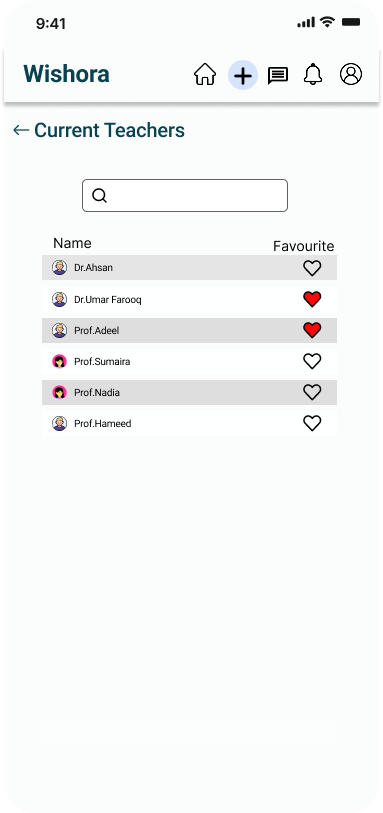 9:41
Wishora
Current Teachers
Name Favourite
Dr.Ahsan
Dr.Umar Farooq
Prof.Adeel
Prof.Sumaira
Prof.Nadia
Prof.Hameed